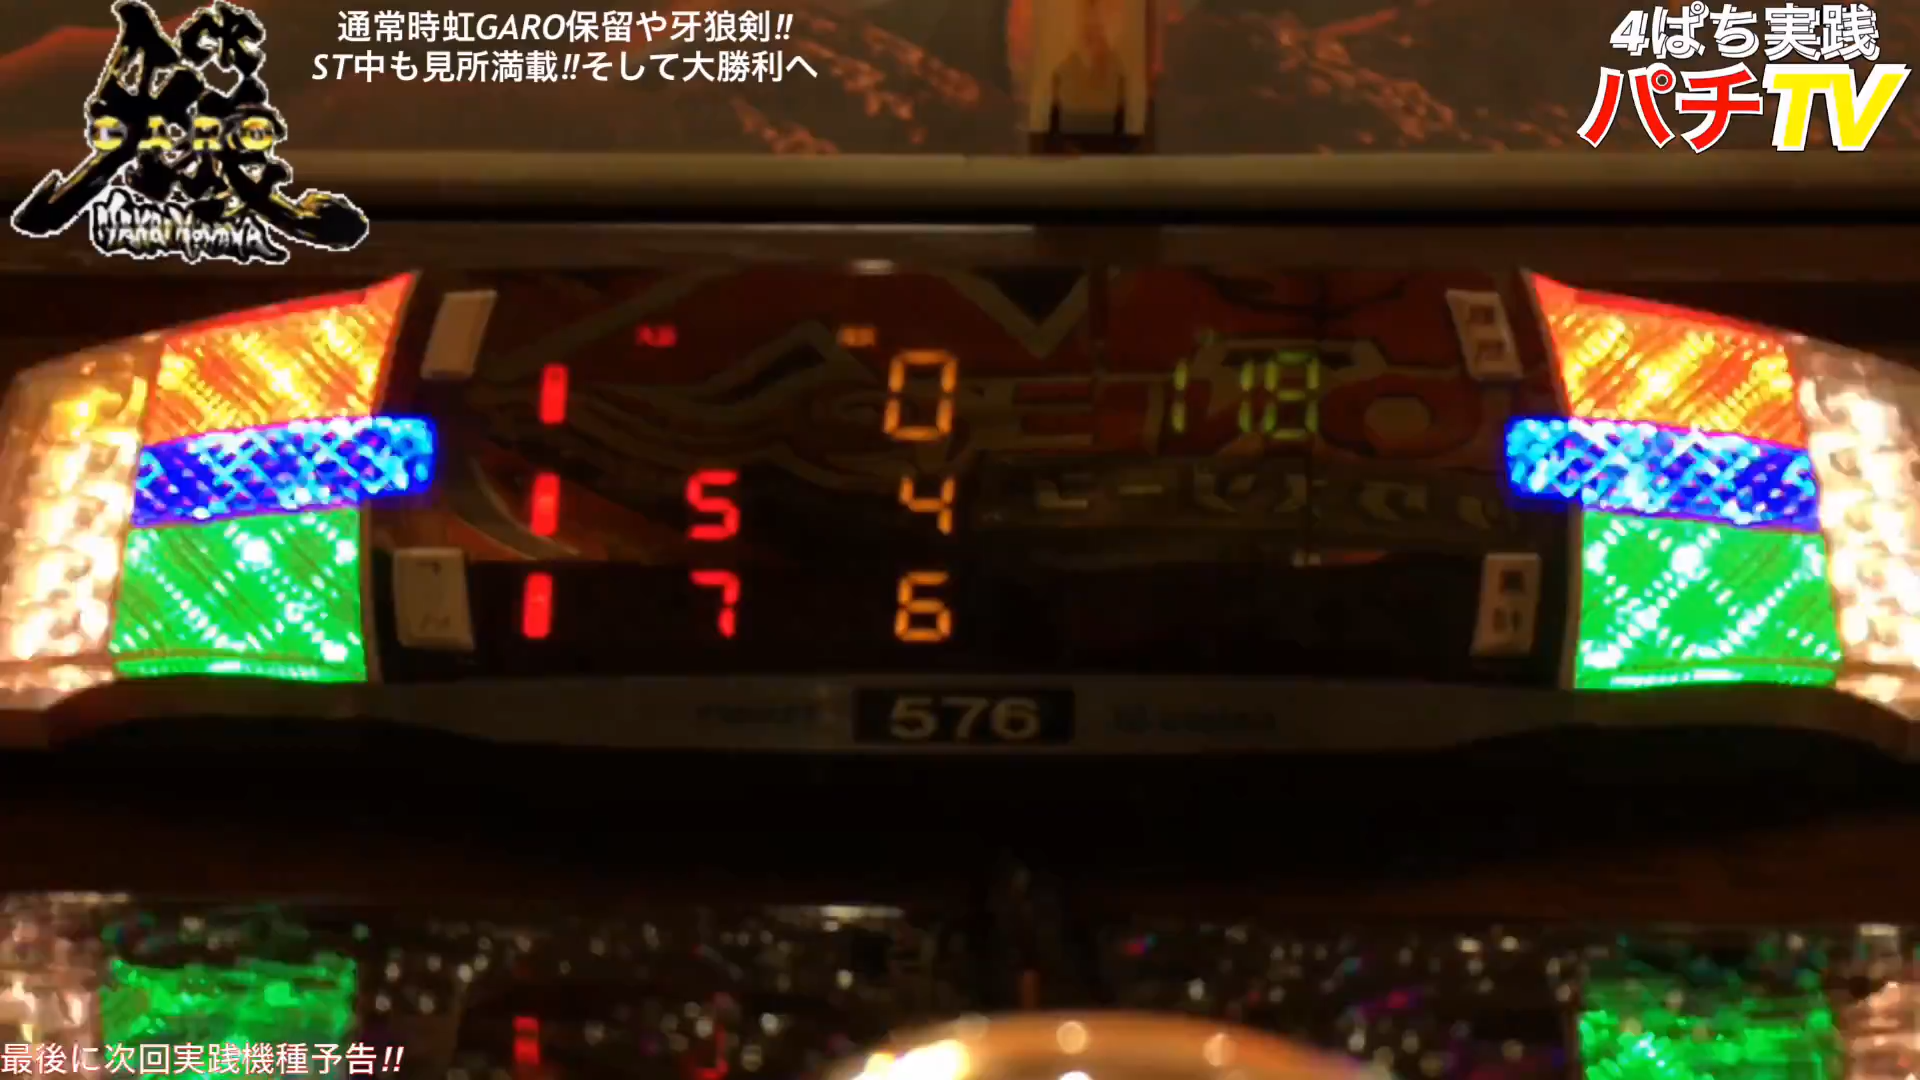 通常時虹GARO保留や牙狼剣!!
ST中も見所満載!!そして大勝利へ
4ぱち実践
パチTV
GARO
1 0 118
1 5 4
1 7 6
576
最後に次回実践機種予告!!